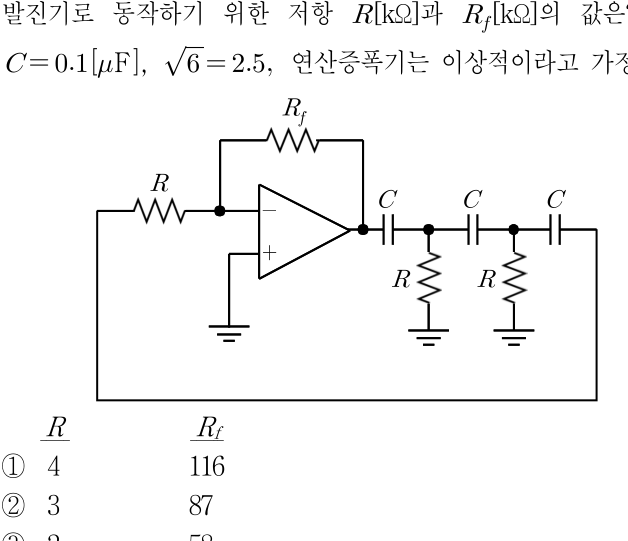 발진기로 동작하기 위한 저항 R[kΩ]과 R_f[kΩ]의 값은
C=0.1[μF], √6=2.5, 연산증폭기는 이상적이라고
R_f
R
C C C
−
+
R R
R R_f
① 4 116
② 3 87